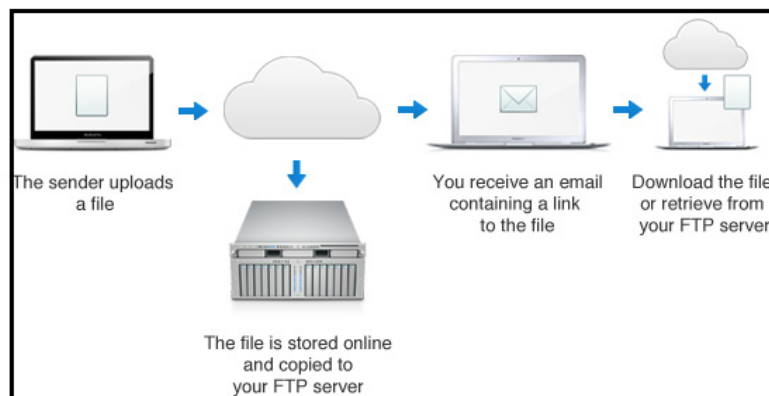 The sender uploads
a file
The file is stored online
and copied to
your FTP server
You receive an email
containing a link
to the file
Download the file
or retrieve from
your FTP server